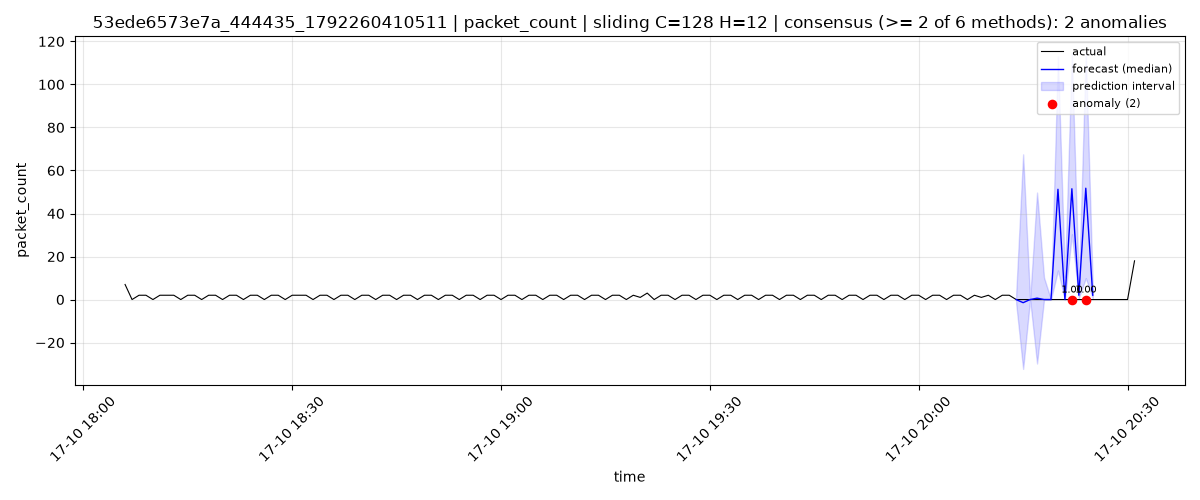 53ede6573e7a_444435_1792260410511 | packet_count | sliding C=128 H=12 | consensus (>= 2 of 6 methods): 2 anomalies
120
100
80
60
40
20
0
−20
packet_count
actual
forecast (median)
prediction interval
anomaly (2)
17-10 18:00
17-10 18:30
17-10 19:00
17-10 19:30
17-10 20:00
17-10 20:30
time